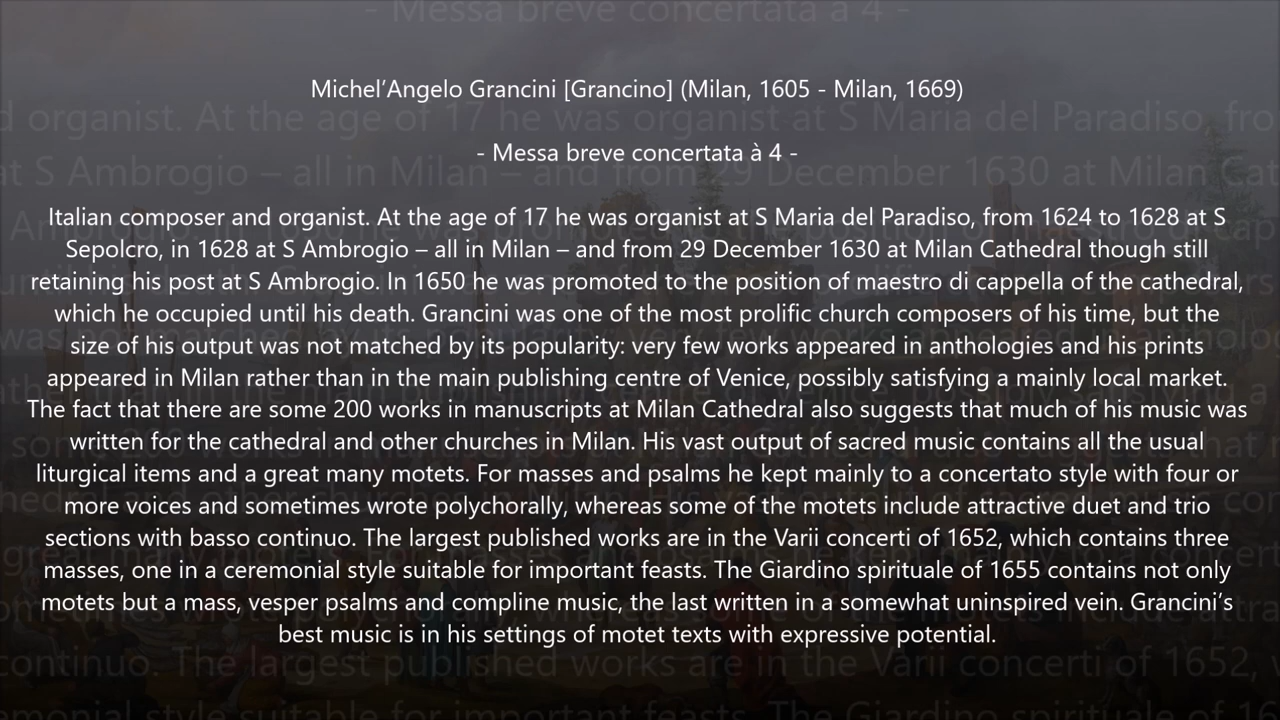 Michel’Angelo Grancini [Grancino] (Milan, 1605 - Milan, 1669)
- Messa breve concertata à 4 -
Italian composer and organist. At the age of 17 he was organist at S Maria del Paradiso, from 1624 to 1628 at S
Sepolcro, in 1628 at S Ambrogio – all in Milan – and from 29 December 1630 at Milan Cathedral though still
retaining his post at S Ambrogio. In 1650 he was promoted to the position of maestro di cappella of the cathedral,
which he occupied until his death. Grancini was one of the most prolific church composers of his time, but the
size of his output was not matched by its popularity: very few works appeared in anthologies and his prints
appeared in Milan rather than in the main publishing centre of Venice, possibly satisfying a mainly local market.
The fact that there are some 200 works in manuscripts at Milan Cathedral also suggests that much of his music was
written for the cathedral and other churches in Milan. His vast output of sacred music contains all the usual
liturgical items and a great many motets. For masses and psalms he kept mainly to a concertato style with four or
more voices and sometimes wrote polychorally, whereas some of the motets include attractive duet and trio
sections with basso continuo. The largest published works are in the Varii concerti of 1652, which contains three
masses, one in a ceremonial style suitable for important feasts. The Giardino spirituale of 1655 contains not only
motets but a mass, vesper psalms and compline music, the last written in a somewhat uninspired vein. Grancini’s
best music is in his settings of motet texts with expressive potential.